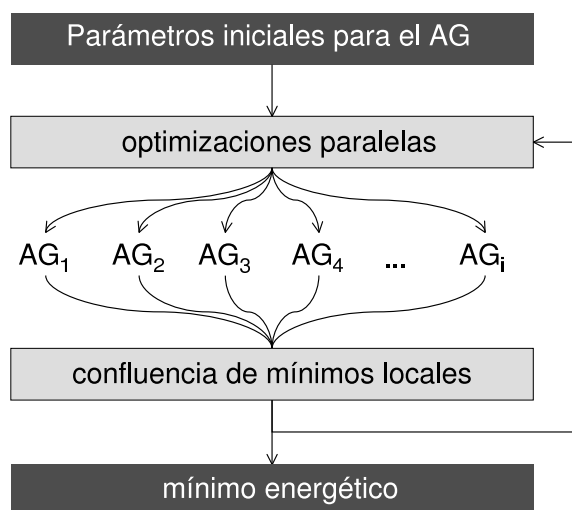 Parámetros iniciales para el AG
optimizaciones paralelas
AG1 AG2 AG3 AG4 ... AGi
confluencia de mínimos locales
mínimo energético